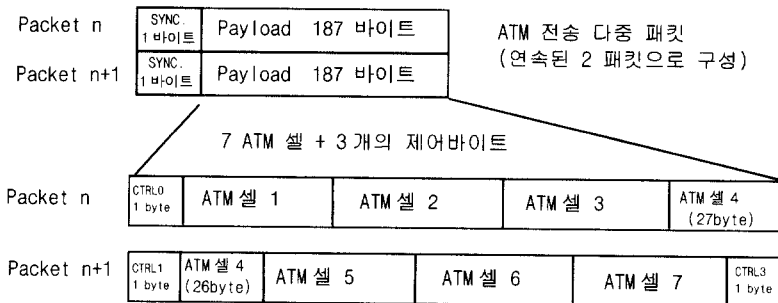 Packet n
SYNC.
1 바이트
Payload 187 바이트
ATM 전송 다중 패킷
(연속된 2 패킷으로 구성)
Packet n+1
SYNC.
1 바이트
Payload 187 바이트
7 ATM 셀 + 3개의 제어바이트
Packet n
CTRL0
1 byte
ATM 셀 1
ATM 셀 2
ATM 셀 3
ATM 셀 4
(27byte)
Packet n+1
CTRL1
1 byte
ATM 셀 4
(26byte)
ATM 셀 5
ATM 셀 6
ATM 셀 7
CTRL3
1 byte